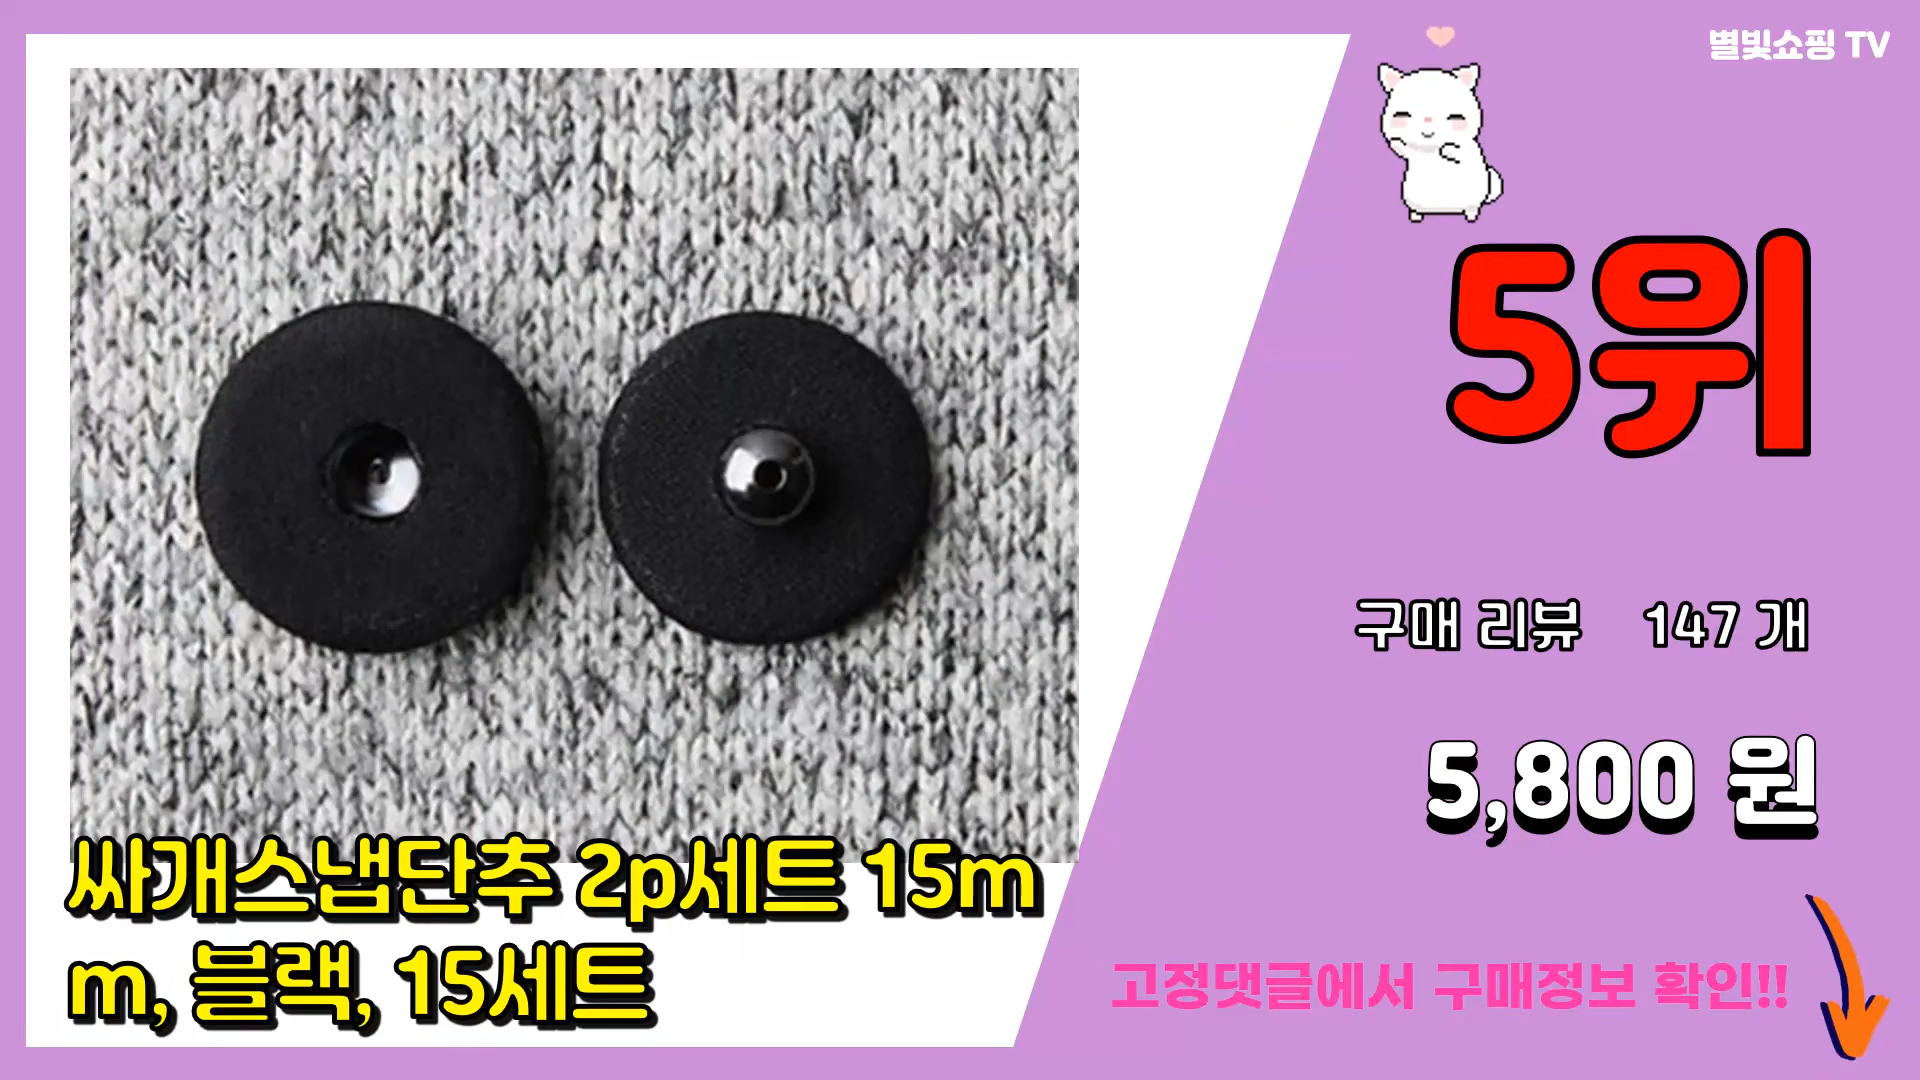 별빛쇼핑 TV
5위
구매 리뷰 147 개
5,800 원
싸개스냅단추 2p세트 15m
m, 블랙, 15세트
고정댓글에서 구매정보 확인!!